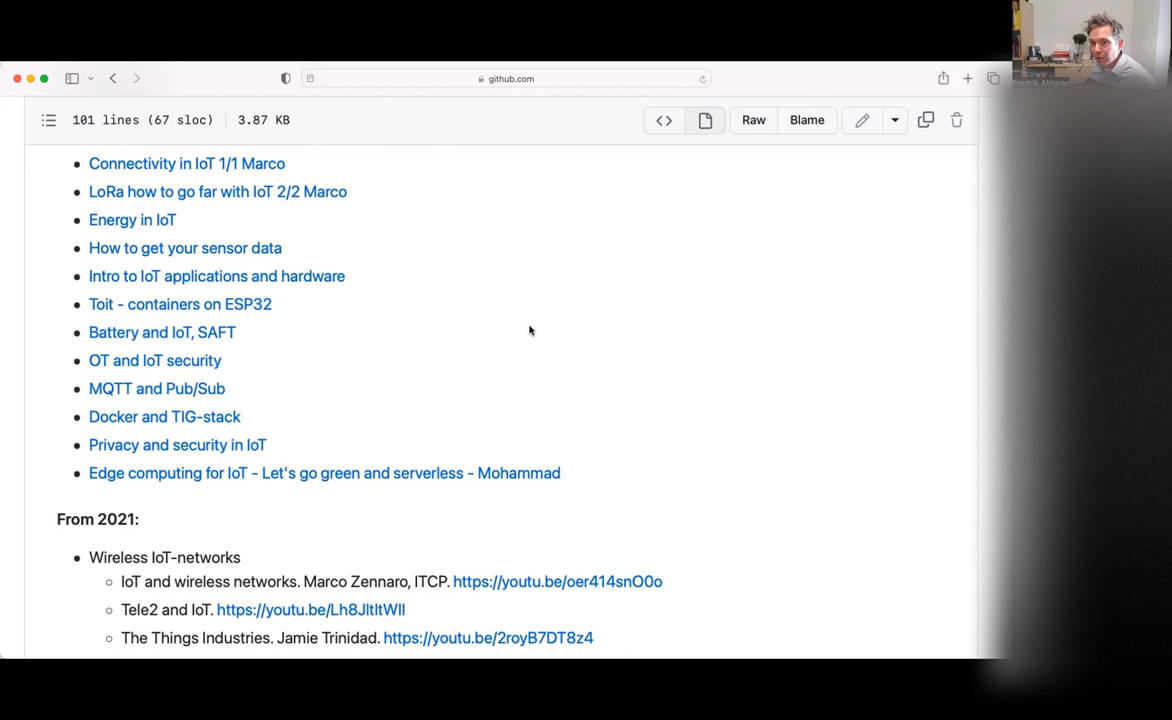 github.com
Fredrik Ahlgren
101 lines (67 sloc) 3.87 KB
Raw
Blame
Connectivity in IoT 1/1 Marco
LoRa how to go far with IoT 2/2 Marco
Energy in IoT
How to get your sensor data
Intro to IoT applications and hardware
Toit - containers on ESP32
Battery and IoT, SAFT
OT and IoT security
MQTT and Pub/Sub
Docker and TIG-stack
Privacy and security in IoT
Edge computing for IoT - Let's go green and serverless - Mohammad
From 2021:
Wireless IoT-networks
IoT and wireless networks. Marco Zennaro, ITCP. https://youtu.be/oer414snO0o
Tele2 and IoT. https://youtu.be/Lh8JltItWlI
The Things Industries. Jamie Trinidad. https://youtu.be/2royB7DT8z4